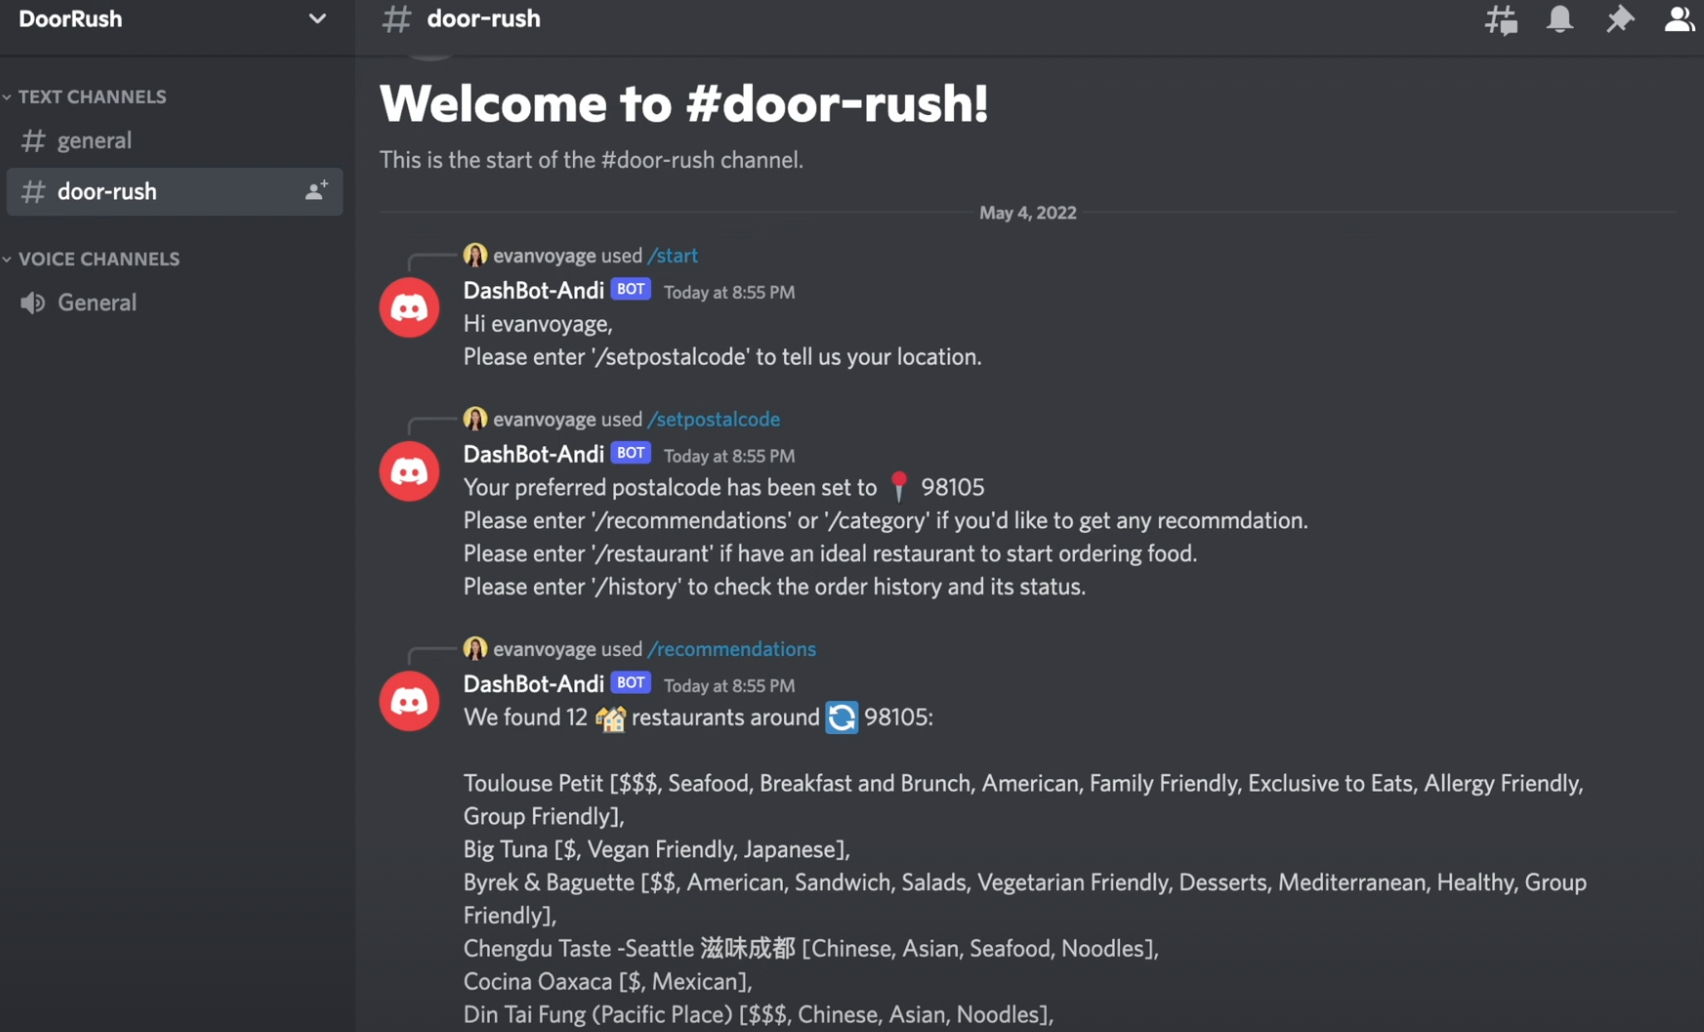 DoorRush
# door-rush
TEXT CHANNELS
# general
# door-rush
VOICE CHANNELS
General
Welcome to #door-rush!
This is the start of the #door-rush channel.
May 4, 2022
evanvoyage used /start
DashBot-Andi BOT Today at 8:55 PM
Hi evanvoyage,
Please enter '/setpostalcode' to tell us your location.
evanvoyage used /setpostalcode
DashBot-Andi BOT Today at 8:55 PM
Your preferred postalcode has been set to 📍 98105
Please enter '/recommendations' or '/category' if you'd like to get any recommdation.
Please enter '/restaurant' if have an ideal restaurant to start ordering food.
Please enter '/history' to check the order history and its status.
evanvoyage used /recommendations
DashBot-Andi BOT Today at 8:55 PM
We found 12 🏘️ restaurants around 🔄 98105:
Toulouse Petit [$$$, Seafood, Breakfast and Brunch, American, Family Friendly, Exclusive to Eats, Allergy Friendly,
Group Friendly],
Big Tuna [$, Vegan Friendly, Japanese],
Byrek & Baguette [$$, American, Sandwich, Salads, Vegetarian Friendly, Desserts, Mediterranean, Healthy, Group
Friendly],
Chengdu Taste -Seattle 滋味成都 [Chinese, Asian, Seafood, Noodles],
Cocina Oaxaca [$, Mexican],
Din Tai Fung (Pacific Place) [$$$, Chinese, Asian, Noodles],